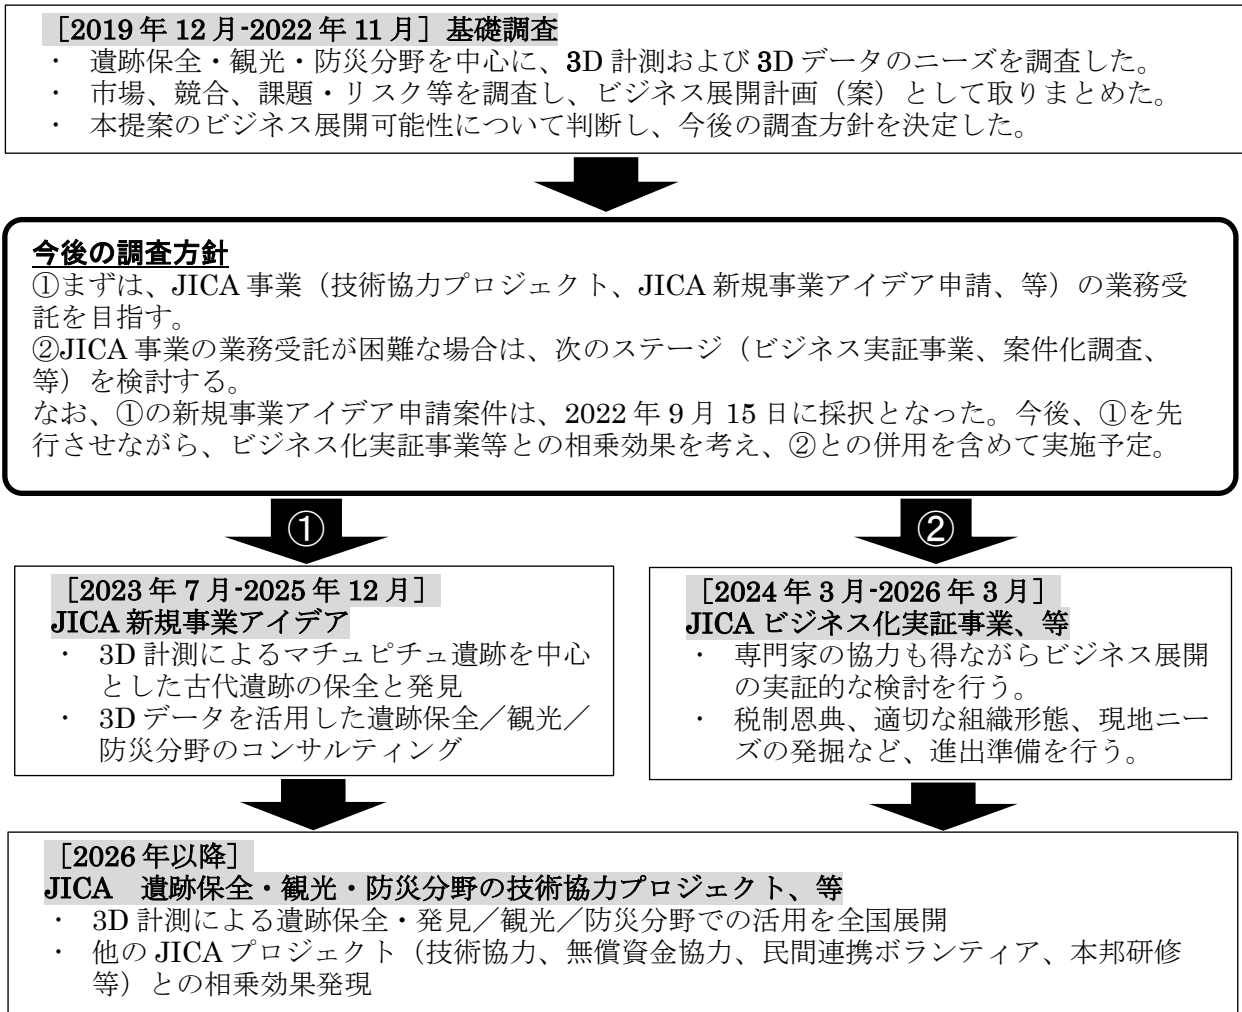 ［2019 年 12 月-2022 年 11 月］基礎調査
・ 遺跡保全・観光・防災分野を中心に、3D 計測および 3D データのニーズを調査した。
・ 市場、競合、課題・リスク等を調査し、ビジネス展開計画（案）として取りまとめた。
・ 本提案のビジネス展開可能性について判断し、今後の調査方針を決定した。
今後の調査方針
①まずは、JICA 事業（技術協力プロジェクト、JICA 新規事業アイデア申請、等）の業務受
託を目指す。
②JICA 事業の業務受託が困難な場合は、次のステージ（ビジネス実証事業、案件化調査、
等）を検討する。
なお、①の新規事業アイデア申請案件は、2022 年 9 月 15 日に採択となった。今後、①を先
行させながら、ビジネス化実証事業等との相乗効果を考え、②との併用を含めて実施予定。
①
②
［2023 年 7 月-2025 年 12 月］
JICA 新規事業アイデア
・ 3D 計測によるマチュピチュ遺跡を中心
とした古代遺跡の保全と発見
・ 3D データを活用した遺跡保全／観光／
防災分野のコンサルティング
［2024 年 3 月-2026 年 3 月］
JICA ビジネス化実証事業、等
・ 専門家の協力も得ながらビジネス展開
の実証的な検討を行う。
・ 税制恩典、適切な組織形態、現地ニー
ズの発掘など、進出準備を行う。
［2026 年以降］
JICA 遺跡保全・観光・防災分野の技術協力プロジェクト、等
・ 3D 計測による遺跡保全・発見／観光／防災分野での活用を全国展開
・ 他の JICA プロジェクト（技術協力、無償資金協力、民間連携ボランティア、本邦研修
等）との相乗効果発現